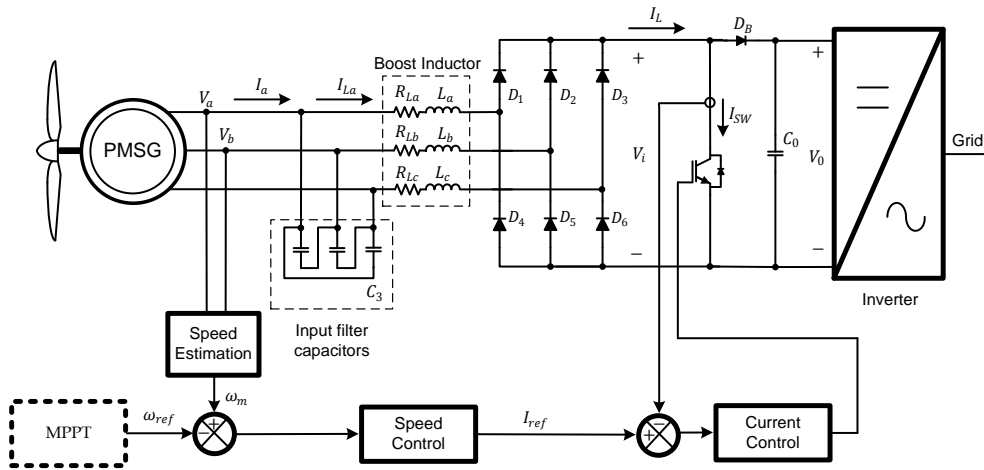 I_L
D_B
Boost Inductor
V_a
I_a
I_La
R_La
L_a
D_1
D_2
D_3
+
+
I_SW
PMSG
V_b
R_Lb
L_b
V_i
C_0
V_0
Grid
R_Lc
L_c
D_4
D_5
D_6
−
−
C_3
Inverter
Input filter
capacitors
Speed
Estimation
ω_m
MPPT
ω_ref
+
−
Speed
Control
I_ref
−
+
Current
Control